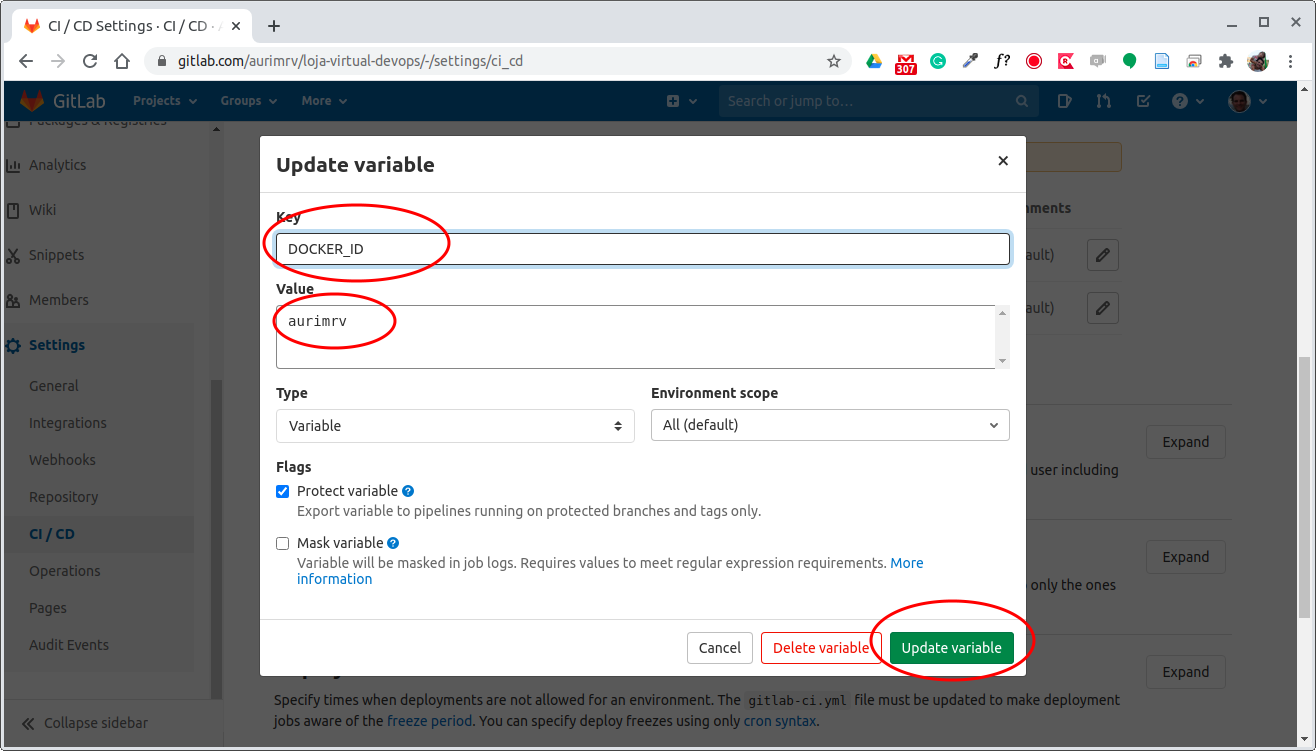 CI / CD Settings · CI / CD · A
gitlab.com/aurimrv/loja-virtual-devops/-/settings/ci_cd
307
f?
GitLab
Projects
Groups
More
Search or jump to…
Packages & Registries
Analytics
Wiki
Snippets
Members
Settings
General
Integrations
Webhooks
Repository
CI / CD
Operations
Pages
Audit Events
Collapse sidebar
Update variable
Key
DOCKER_ID
Value
aurimrv
Type
Environment scope
Variable
All (default)
Flags
Protect variable
Export variable to pipelines running on protected branches and tags only.
Mask variable
Variable will be masked in job logs. Requires values to meet regular expression requirements. More
information
Cancel
Delete variable
Update variable
nments
ault)
ault)
Expand
user including
Expand
only the ones
Expand
Specify times when deployments are not allowed for an environment. The gitlab-ci.yml file must be updated to make deployment
jobs aware of the freeze period. You can specify deploy freezes using only cron syntax.